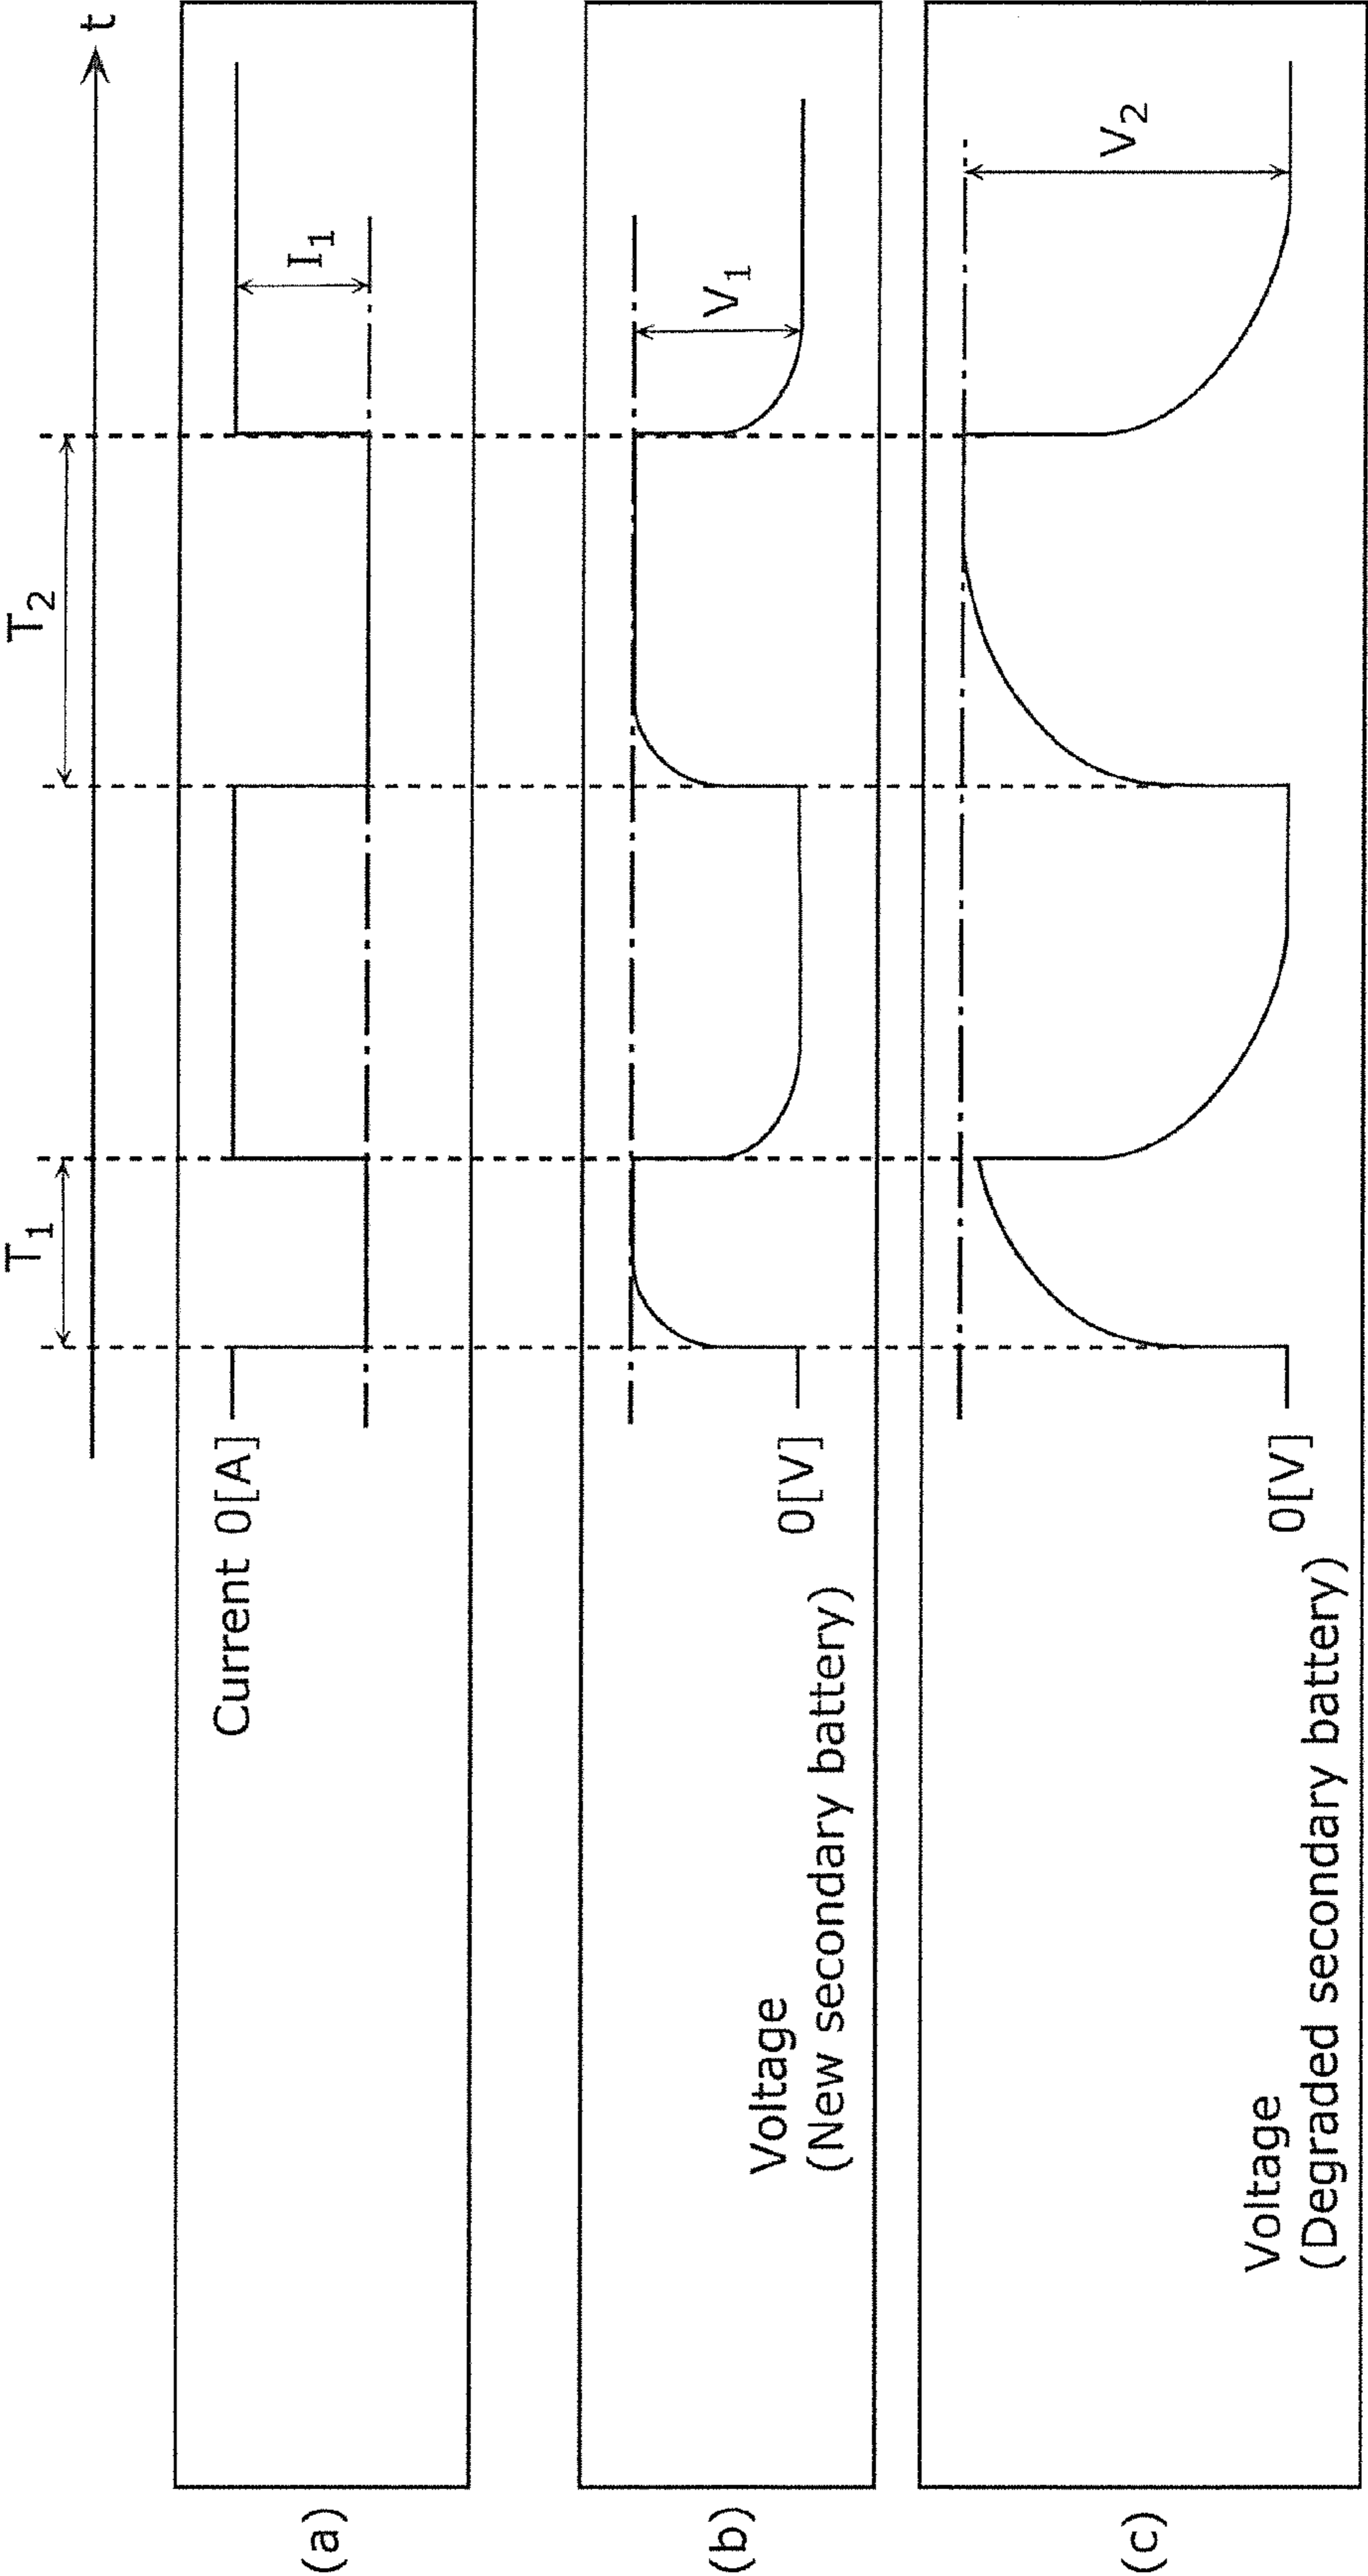 T1
T2
t
(a)
Current 0[A]
I1
(b)
Voltage
(New secondary battery)
0[V]
V1
(c)
Voltage
(Degraded secondary battery)
0[V]
V2